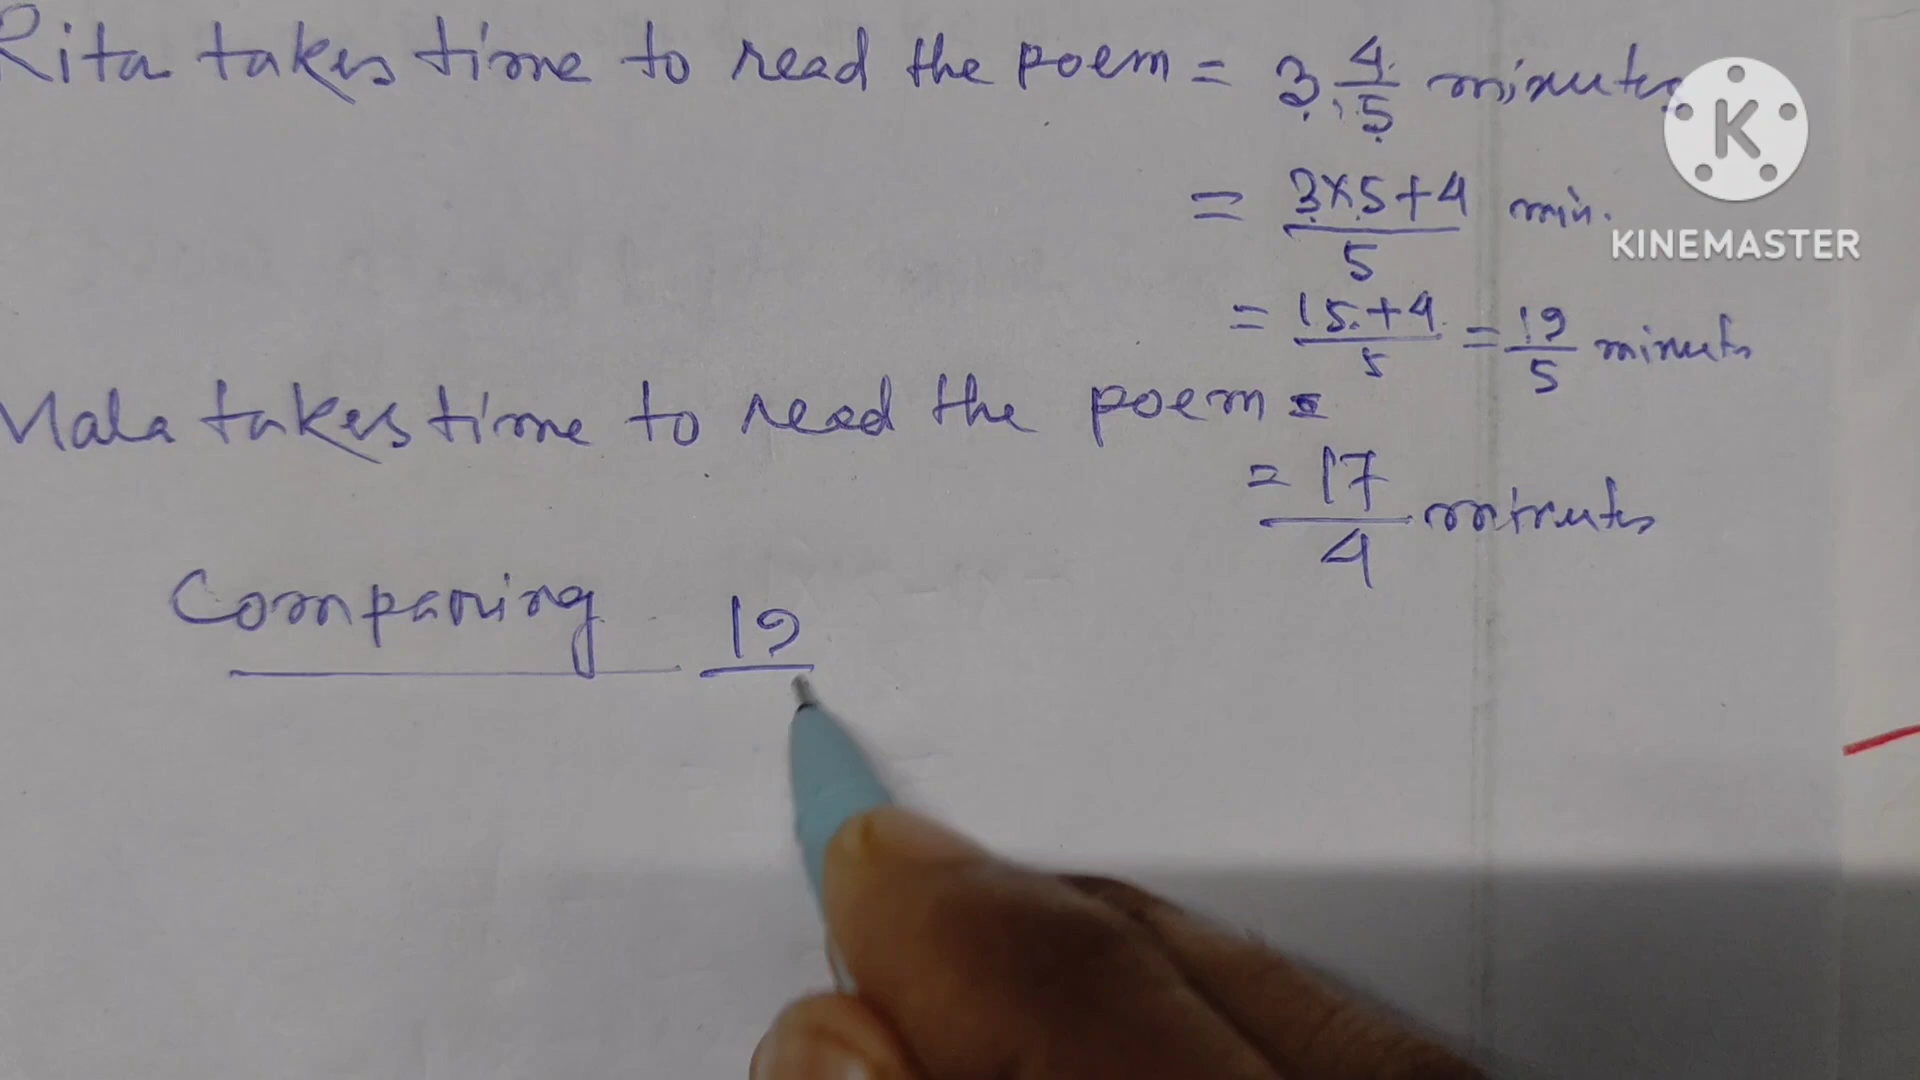 Rita takes time to read the poem = 3 4/5 minutes
= 3×5+4/5 min.
= 15+4/5 = 19/5 minuts
Mala takes time to read the poem =
= 17/4 minutes
Comparing 19
K
KINEMASTER